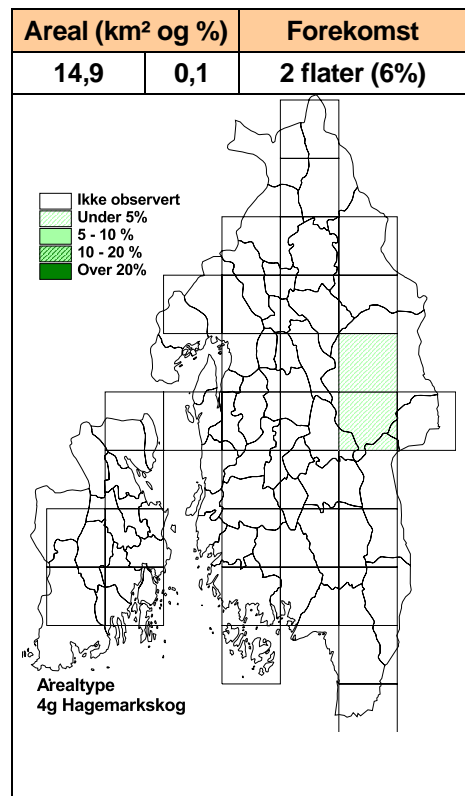 Areal (km² og %) Forekomst
14,9 0,1 2 flater (6%)
Ikke observert
Under 5%
5 - 10 %
10 - 20 %
Over 20%
Arealtype
4g Hagemarkskog